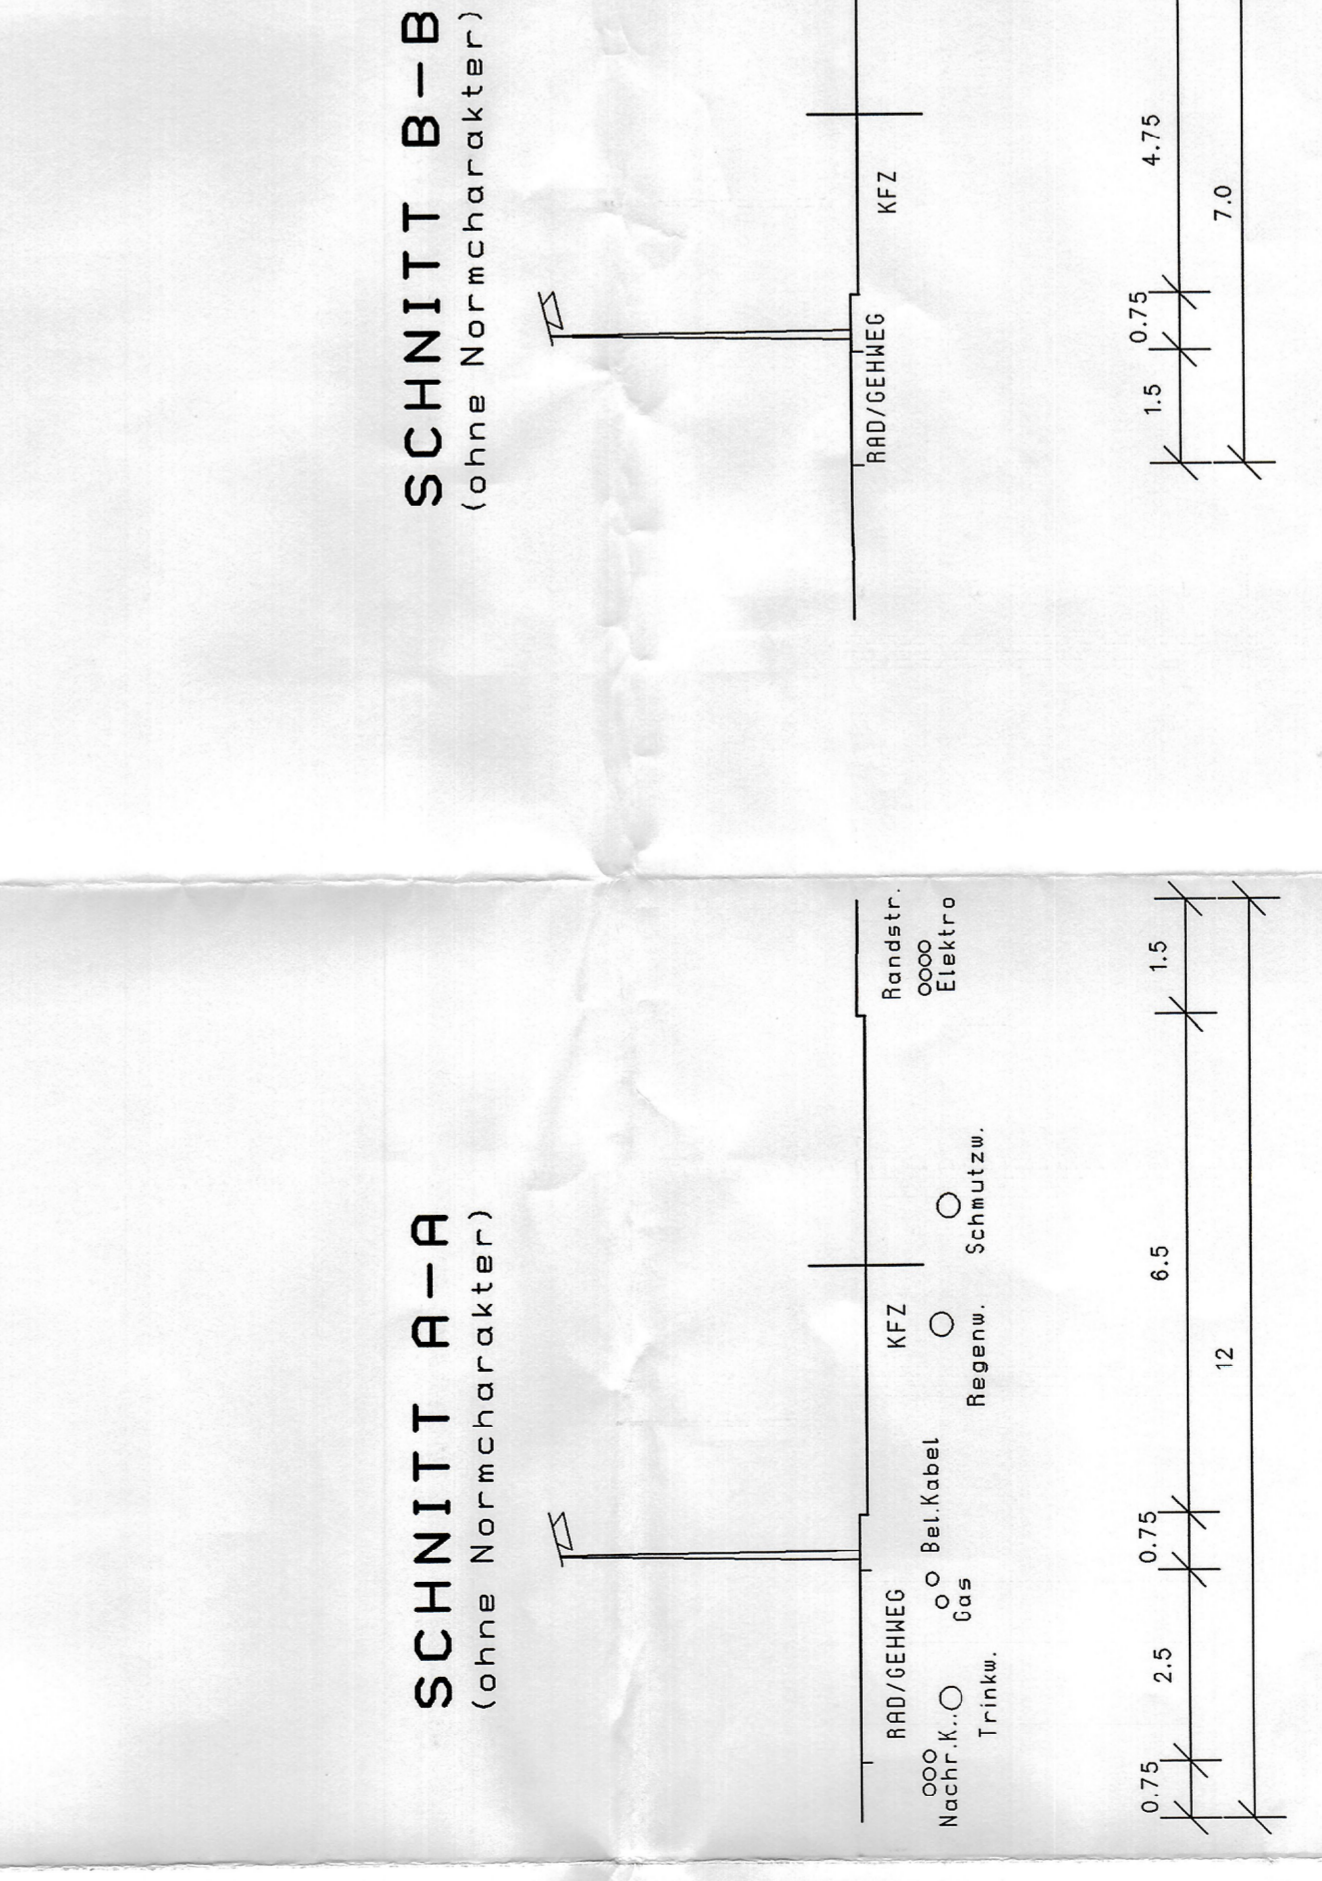 SCHNITT A-A
(ohne Normcharakter)
RAD/GEHWEG
KFZ
Randstr.
Nachr.K..
Trinkw.
Gas
Bel.Kabel
Regenw.
Schmutzw.
Elektro
0.75
2.5
0.75
6.5
1.5
12
SCHNITT B-B
(ohne Normcharakter)
RAD/GEHWEG
KFZ
1.5
0.75
4.75
7.0